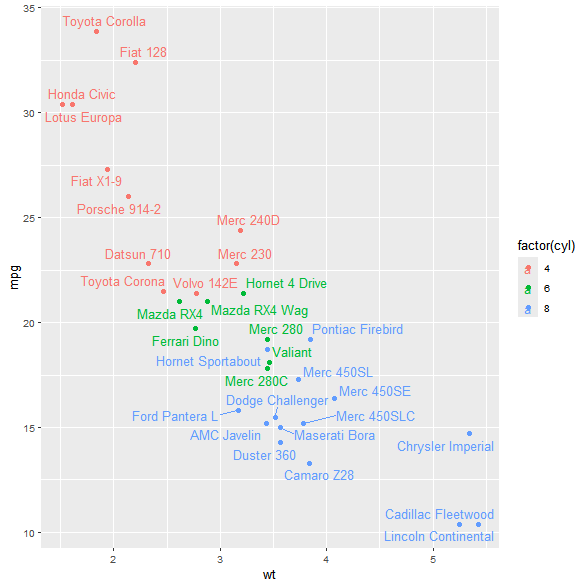 35
Toyota Corolla
Fiat 128
Honda Civic
30
Lotus Europa
Fiat X1-9
Porsche 914-2
25
Merc 240D
Datsun 710
Merc 230
Toyota Corona
Volvo 142E
Hornet 4 Drive
Mazda RX4
Mazda RX4 Wag
20
Ferrari Dino
Merc 280
Pontiac Firebird
Hornet Sportabout
Valiant
Merc 280C
Merc 450SL
Merc 450SE
Dodge Challenger
Ford Pantera L
Merc 450SLC
15
AMC Javelin
Maserati Bora
Chrysler Imperial
Duster 360
Camaro Z28
Cadillac Fleetwood
10
Lincoln Continental
2 3 4 5
wt
mpg
factor(cyl)
a 4
a 6
a 8